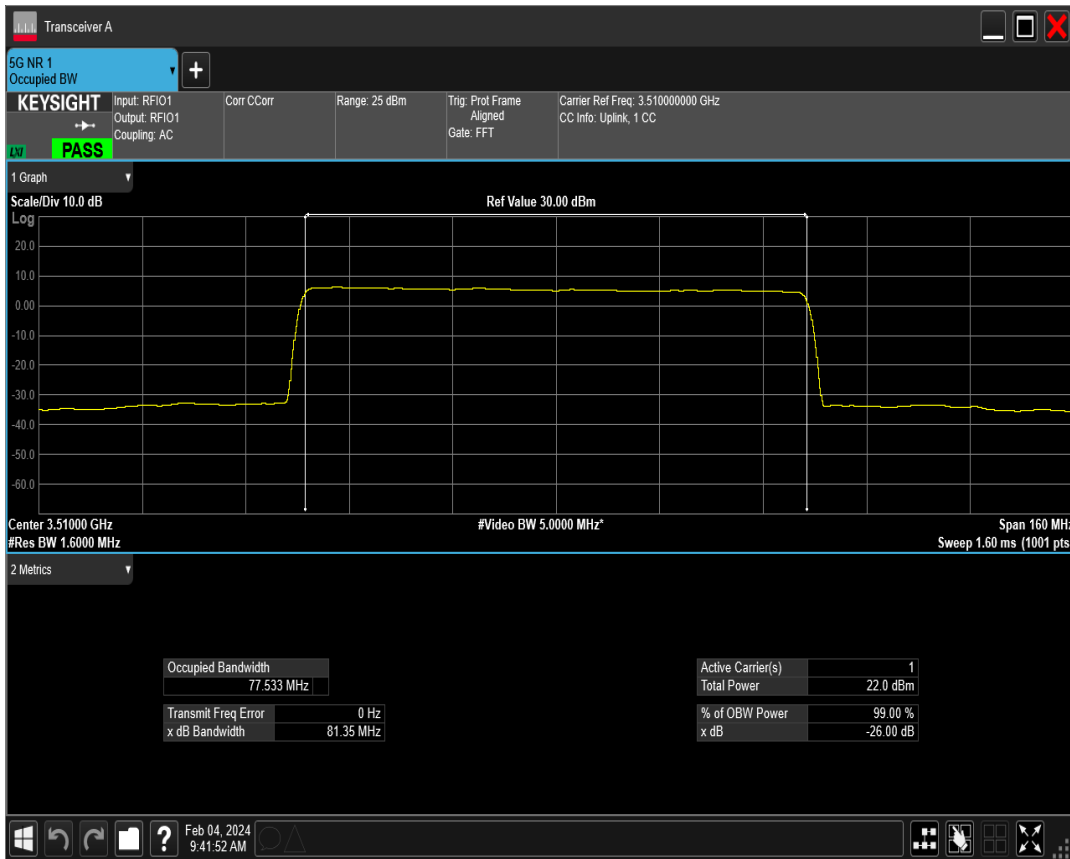 Transceiver A
5G NR 1
Occupied BW
KEYSIGHT
LXI
PASS
Input: RFIO1
Output: RFIO1
Coupling: AC
Corr CCorr
Range: 25 dBm
Trig: Prot Frame
Aligned
Gate: FFT
Carrier Ref Freq: 3.510000000 GHz
CC Info: Uplink, 1 CC
1 Graph
Scale/Div 10.0 dB
Ref Value 30.00 dBm
Log
20.0
10.0
0.00
-10.0
-20.0
-30.0
-40.0
-50.0
-60.0
Center 3.51000 GHz
#Video BW 5.0000 MHz*
Span 160 MHz
#Res BW 1.6000 MHz
Sweep 1.60 ms (1001 pts
2 Metrics
Occupied Bandwidth
77.533 MHz
Transmit Freq Error 0 Hz
x dB Bandwidth 81.35 MHz
Active Carrier(s) 1
Total Power 22.0 dBm
% of OBW Power 99.00 %
x dB -26.00 dB
?
Feb 04, 2024
9:41:52 AM